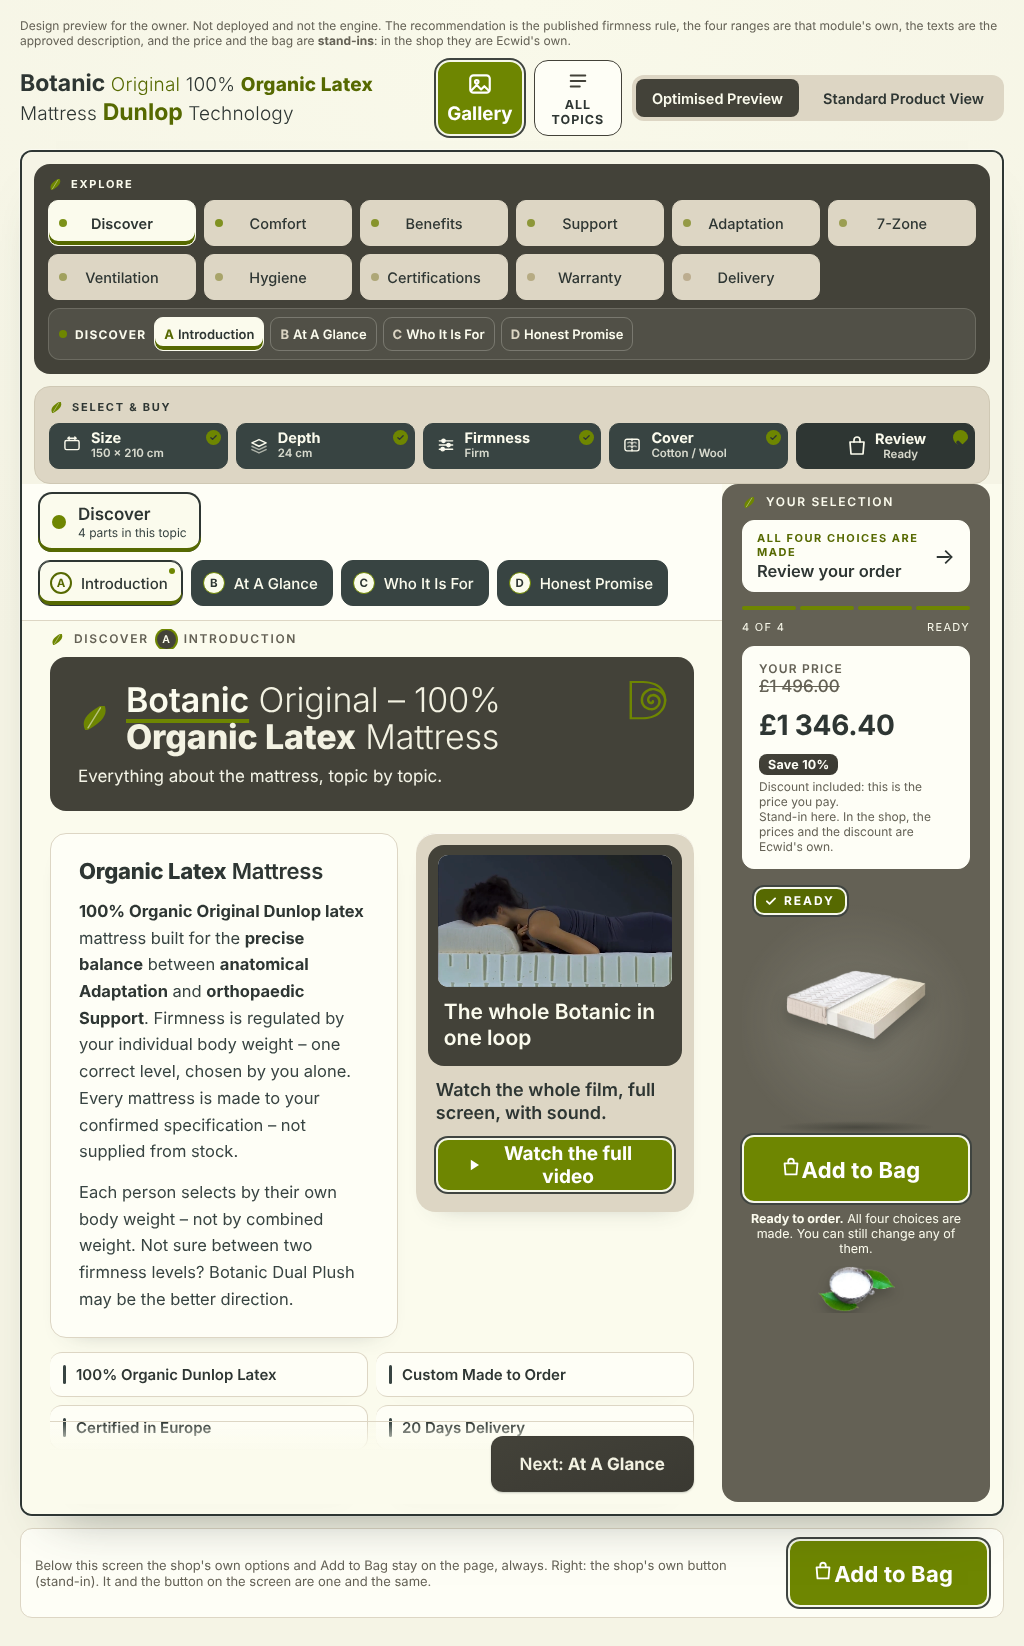 Design preview for the owner. Not deployed and not the engine. The recommendation is the published firmness rule, the four ranges are that module's own, the texts are the
approved description, and the price and the bag are stand-ins: in the shop they are Ecwid's own.
Botanic Original 100% Organic Latex
Mattress Dunlop Technology
Gallery
ALL
TOPICS
Optimised Preview
Standard Product View
EXPLORE
Discover
Comfort
Benefits
Support
Adaptation
7-Zone
Ventilation
Hygiene
Certifications
Warranty
Delivery
DISCOVER
A Introduction
B At A Glance
C Who It Is For
D Honest Promise
SELECT & BUY
Size
150 × 210 cm
Depth
24 cm
Firmness
Firm
Cover
Cotton / Wool
Review
Ready
Discover
4 parts in this topic
A Introduction
B At A Glance
C Who It Is For
D Honest Promise
DISCOVER A INTRODUCTION
Botanic Original – 100%
Organic Latex Mattress
Everything about the mattress, topic by topic.
Organic Latex Mattress
100% Organic Original Dunlop latex
mattress built for the precise
balance between anatomical
Adaptation and orthopaedic
Support. Firmness is regulated by
your individual body weight – one
correct level, chosen by you alone.
Every mattress is made to your
confirmed specification – not
supplied from stock.
Each person selects by their own
body weight – not by combined
weight. Not sure between two
firmness levels? Botanic Dual Plush
may be the better direction.
The whole Botanic in
one loop
Watch the whole film, full
screen, with sound.
Watch the full
video
100% Organic Dunlop Latex
Custom Made to Order
Certified in Europe
20 Days Delivery
Next: At A Glance
YOUR SELECTION
ALL FOUR CHOICES ARE
MADE
Review your order
4 OF 4
READY
YOUR PRICE
£1 496.00
£1 346.40
Save 10%
Discount included: this is the
price you pay.
Stand-in here. In the shop, the
prices and the discount are
Ecwid's own.
READY
Add to Bag
Ready to order. All four choices are
made. You can still change any of
them.
Below this screen the shop's own options and Add to Bag stay on the page, always. Right: the shop's own button
(stand-in). It and the button on the screen are one and the same.
Add to Bag